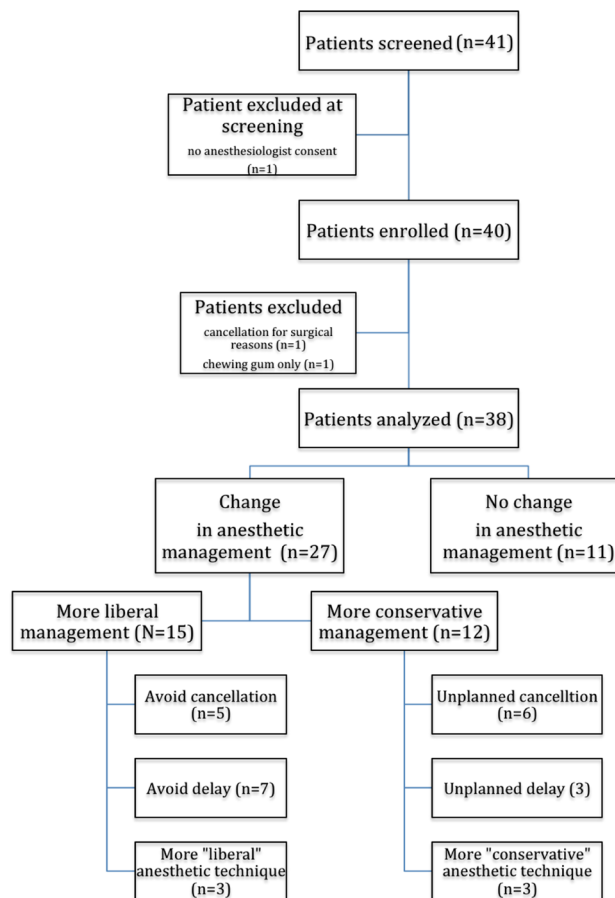 Patients screened (n=41)
Patient excluded at
screening
no anesthesiologist consent
(n=1)
Patients enrolled (n=40)
Patients excluded
cancellation for surgical
reasons (n=1)
chewing gum only (n=1)
Patients analyzed (n=38)
Change
in anesthetic
management (n=27)
No change
in anesthetic
management (n=11)
More liberal
management (N=15)
More conservative
management (n=12)
Avoid cancellation
(n=5)
Unplanned cancelltion
(n=6)
Avoid delay (n=7)
Unplanned delay (3)
More "liberal"
anesthetic technique
(n=3)
More "conservative"
anesthetic technique
(n=3)